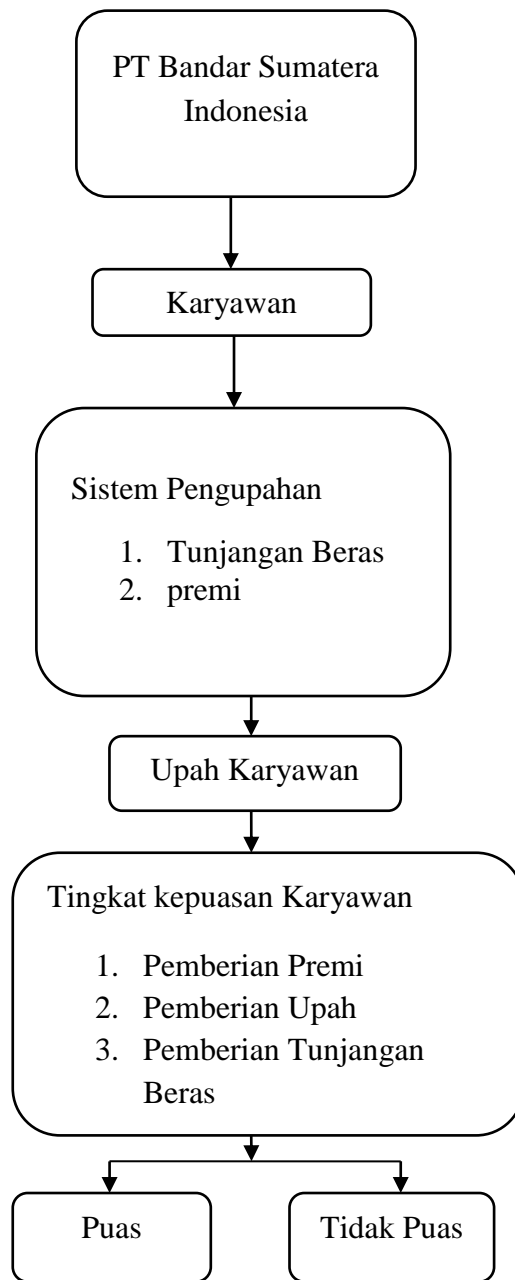 PT Bandar Sumatera
Indonesia
Karyawan
Sistem Pengupahan
1. Tunjangan Beras
2. premi
Upah Karyawan
Tingkat kepuasan Karyawan
1. Pemberian Premi
2. Pemberian Upah
3. Pemberian Tunjangan
Beras
Puas
Tidak Puas